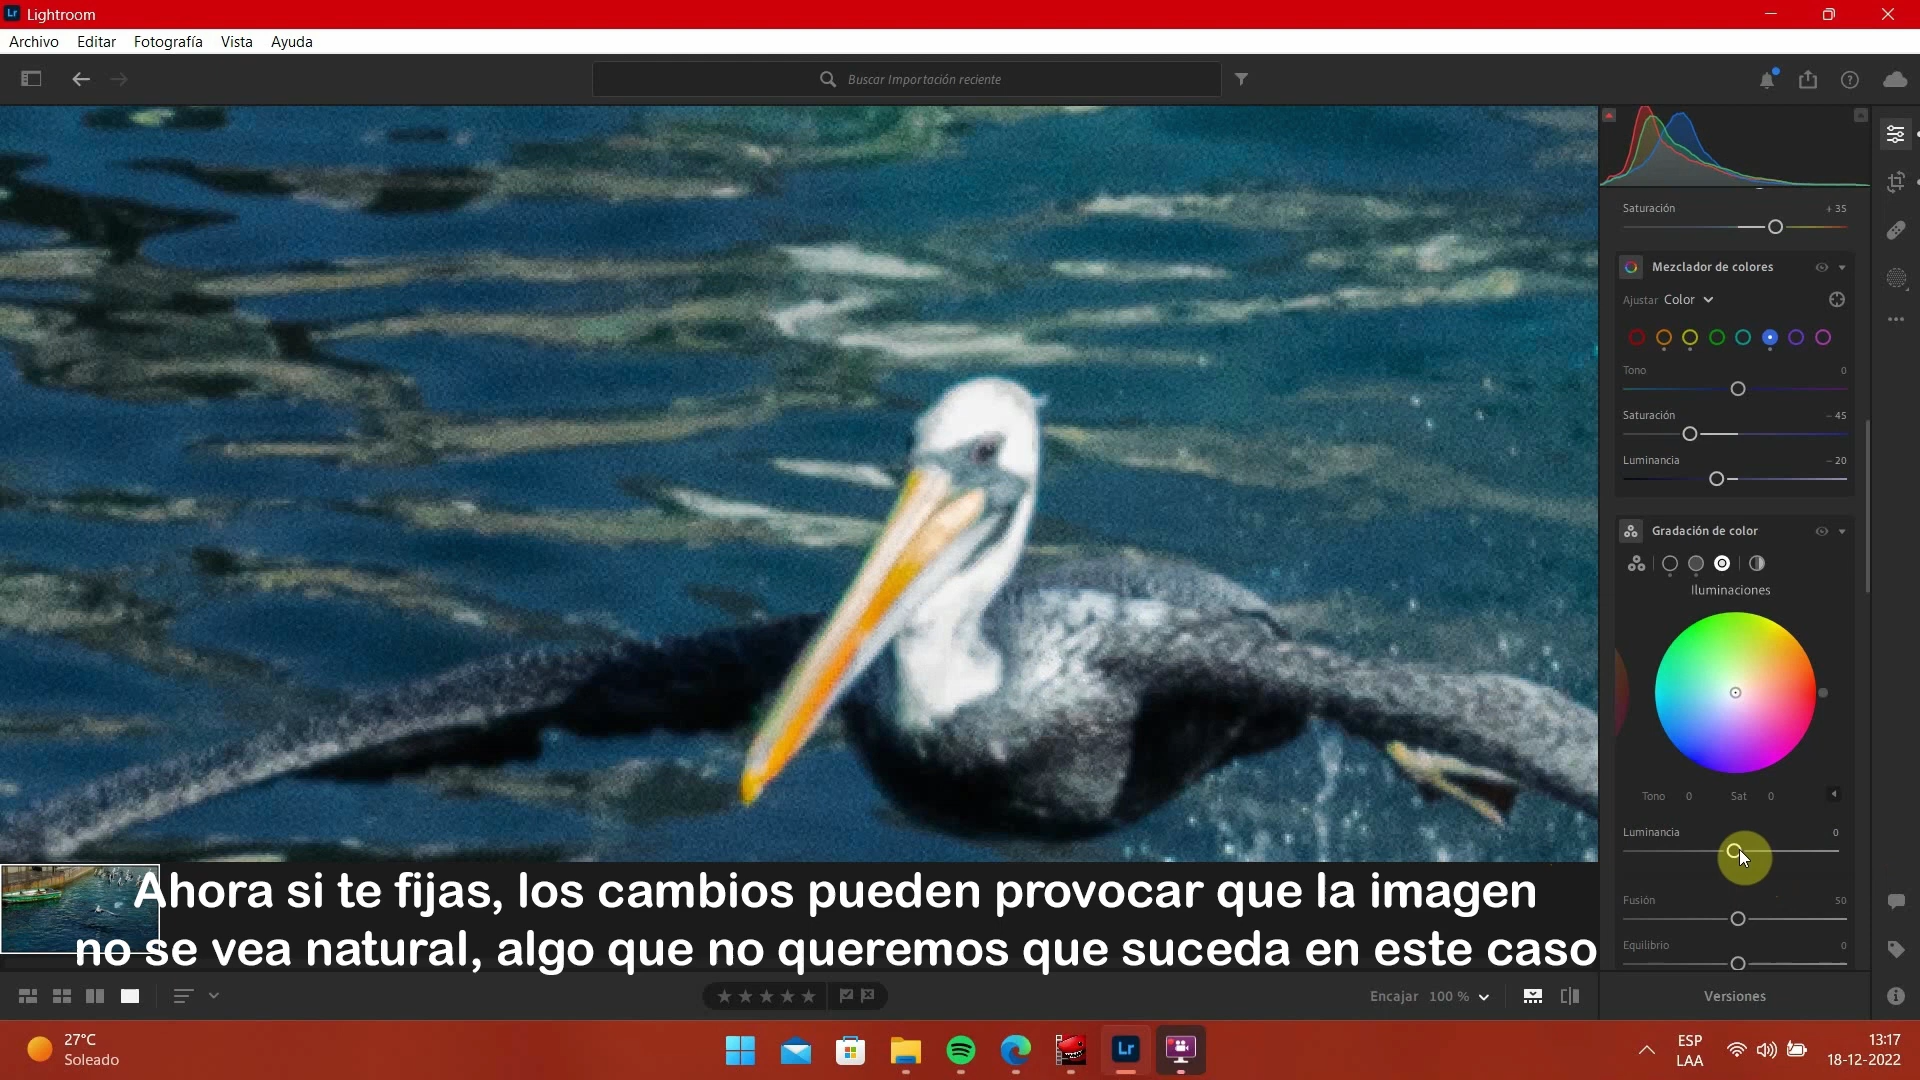 Lr Lightroom
Archivo Editar Fotografía Vista Ayuda
Buscar Importación reciente
Saturación + 35
Mezclador de colores
Ajustar Color
Tono 0
Saturación − 45
Luminancia − 20
Gradación de color
Iluminaciones
Tono 0 Sat 0
Luminancia 0
Fusión 50
Equilibrio 0
Ahora si te fijas, los cambios pueden provocar que la imagen
no se vea natural, algo que no queremos que suceda en este caso
Encajar 100 %
Versiones
27°C
Soleado
Lr
ESP
LAA
13:17
18-12-2022